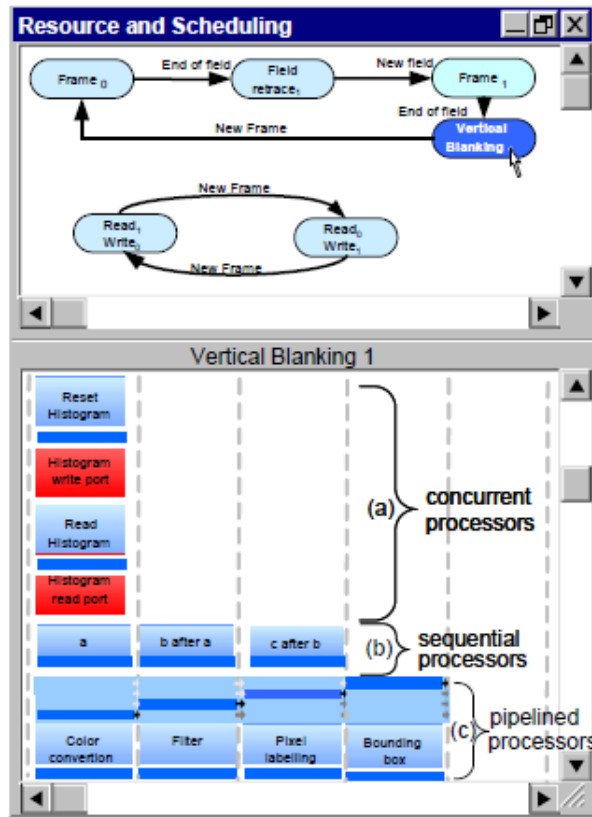 Resource and Scheduling
End of field
New field
Frame 0
Field
retrace1
Frame 1
End of field
New Frame
Vertical
Blanking
New Frame
Read1
Write0
Read0
Write1
New Frame
Vertical Blanking 1
Reset
Histogram
Histogram
write port
(a)
concurrent
processors
Read
Histogram
Histogram
read port
a
b after a
c after b
(b)
sequential
processors
(c)
pipelined
processors
Color
convertion
Filter
Pixel
labelling
Bounding
box